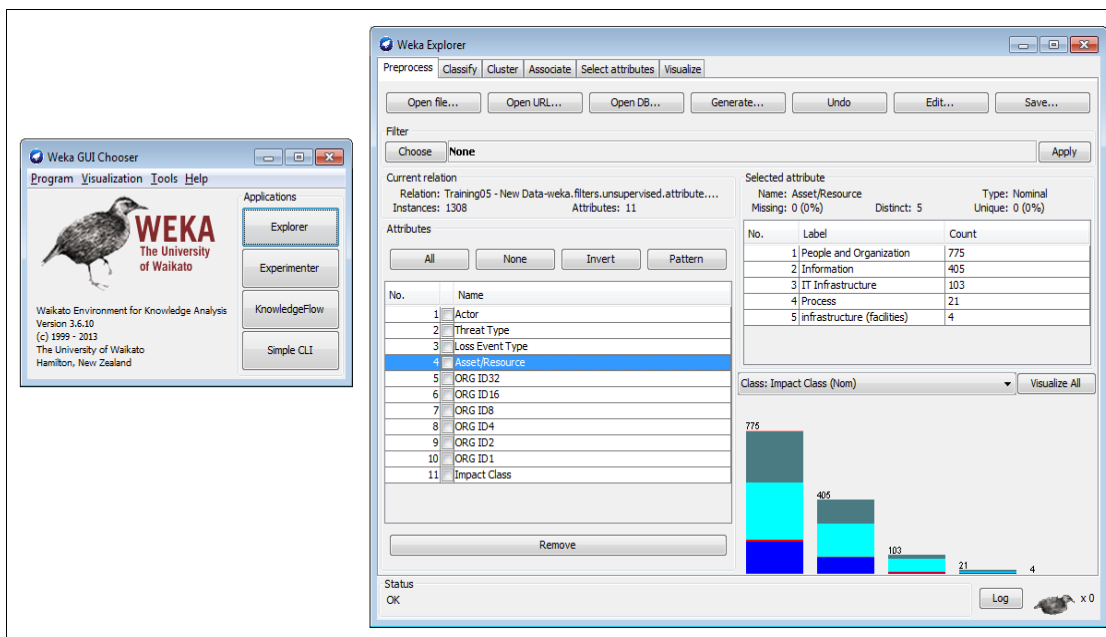 Weka GUI Chooser
Program Visualization Tools Help
WEKA
The University
of Waikato
Waikato Environment for Knowledge Analysis
Version 3.6.10
(c) 1999 - 2013
The University of Waikato
Hamilton, New Zealand
Applications
Explorer
Experimenter
KnowledgeFlow
Simple CLI
Weka Explorer
Preprocess Classify Cluster Associate Select attributes Visualize
Open file... Open URL... Open DB... Generate... Undo Edit... Save...
Filter
Choose None Apply
Current relation
Relation: Training05 - New Data-weka.filters.unsupervised.attribute....
Instances: 1308 Attributes: 11
Attributes
All None Invert Pattern
No. Name
1 Actor
2 Threat Type
3 Loss Event Type
4 Asset/Resource
5 ORG ID32
6 ORG ID16
7 ORG ID8
8 ORG ID4
9 ORG ID2
10 ORG ID1
11 Impact Class
Remove
Selected attribute
Name: Asset/Resource Type: Nominal
Missing: 0 (0%) Distinct: 5 Unique: 0 (0%)
No. Label Count
1 People and Organization 775
2 Information 405
3 IT Infrastructure 103
4 Process 21
5 infrastructure (facilities) 4
Class: Impact Class (Nom) Visualize All
775
405
103
21
4
Status
OK
Log x 0